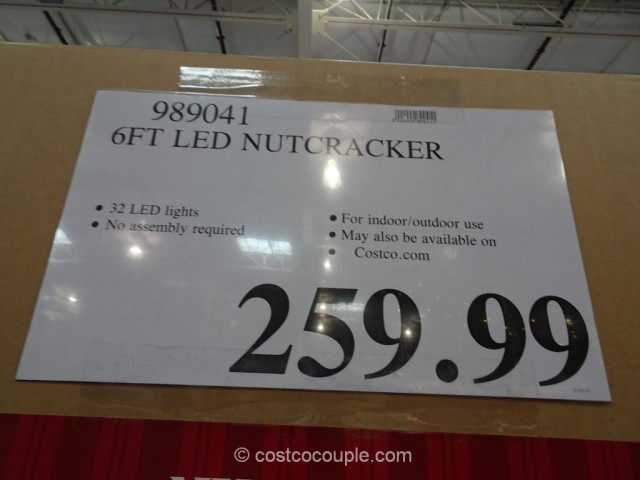 989041
6FT LED NUTCRACKER
• 32 LED lights
• No assembly required
• For indoor/outdoor use
• May also be available on
• Costco.com
259.99
© costcocouple.com